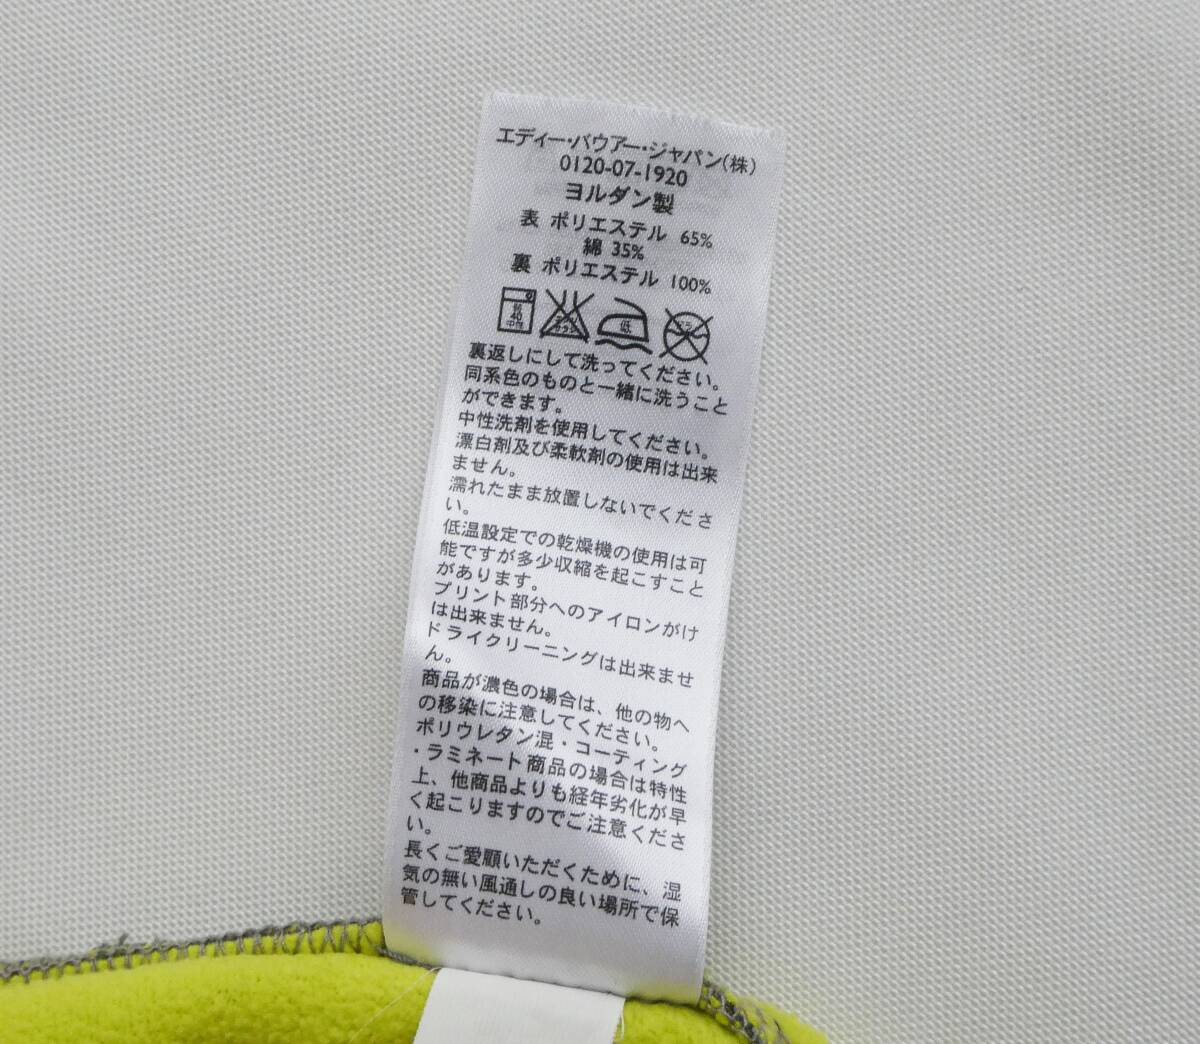 エディー・バウアー・ジャパン(株)
0120-07-1920
ヨルダン製
表 ポリエステル 65%
綿 35%
裏 ポリエステル 100%
弱 40 中性 エンソ サラシ 低 ドライ
裏返しにして洗ってください。
同系色のものと一緒に洗うこと
ができます。
中性洗剤を使用してください。
漂白剤及び柔軟剤の使用は出来
ません。
濡れたまま放置しないでくださ
い。
低温設定での乾燥機の使用は可
能ですが多少収縮を起こすこと
があります。
プリント部分へのアイロンがけ
は出来ません。
ドライクリーニングは出来ませ
ん。
商品が濃色の場合は、他の物へ
の移染に注意してください。
ポリウレタン混・コーティング
・ラミネート商品の場合は特性
上、他商品よりも経年劣化が早
く起こりますのでご注意くださ
い。
長くご愛顧いただくために、湿
気の無い風通しの良い場所で保
管してください。